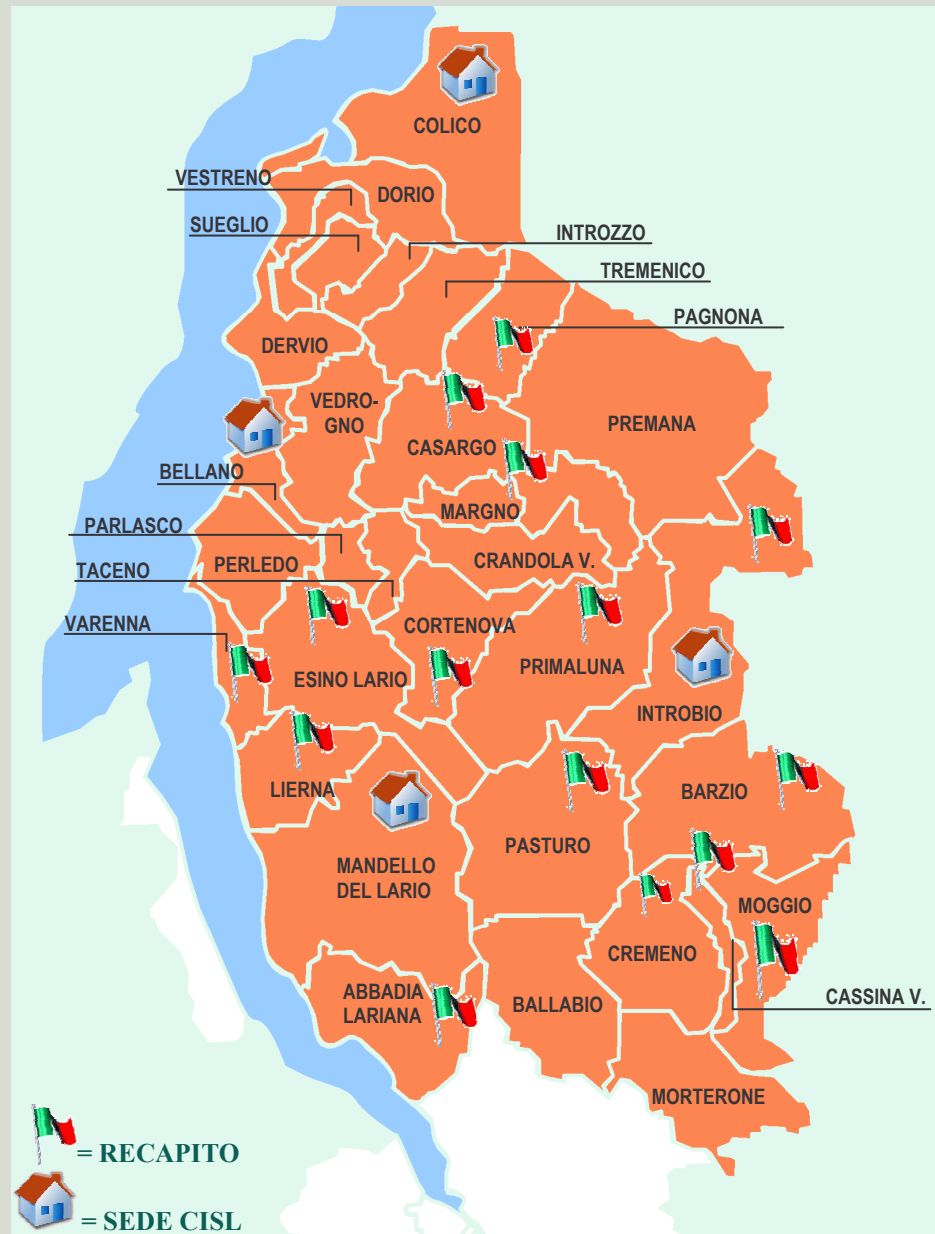 COLICO
VESTRENO
DORIO
SUEGLIO
INTROZZO
TREMENICO
PAGNONA
DERVIO
VEDRO-
GNO
PREMANA
CASARGO
BELLANO
MARGNO
PARLASCO
PERLEDO
CRANDOLA V.
TACENO
CORTENOVA
VARENNA
ESINO LARIO
PRIMALUNA
INTROBIO
LIERNA
BARZIO
PASTURO
MANDELLO
DEL LARIO
MOGGIO
CREMENO
ABBADIA
LARIANA
BALLABIO
CASSINA V.
MORTERONE
= RECAPITO
= SEDE CISL